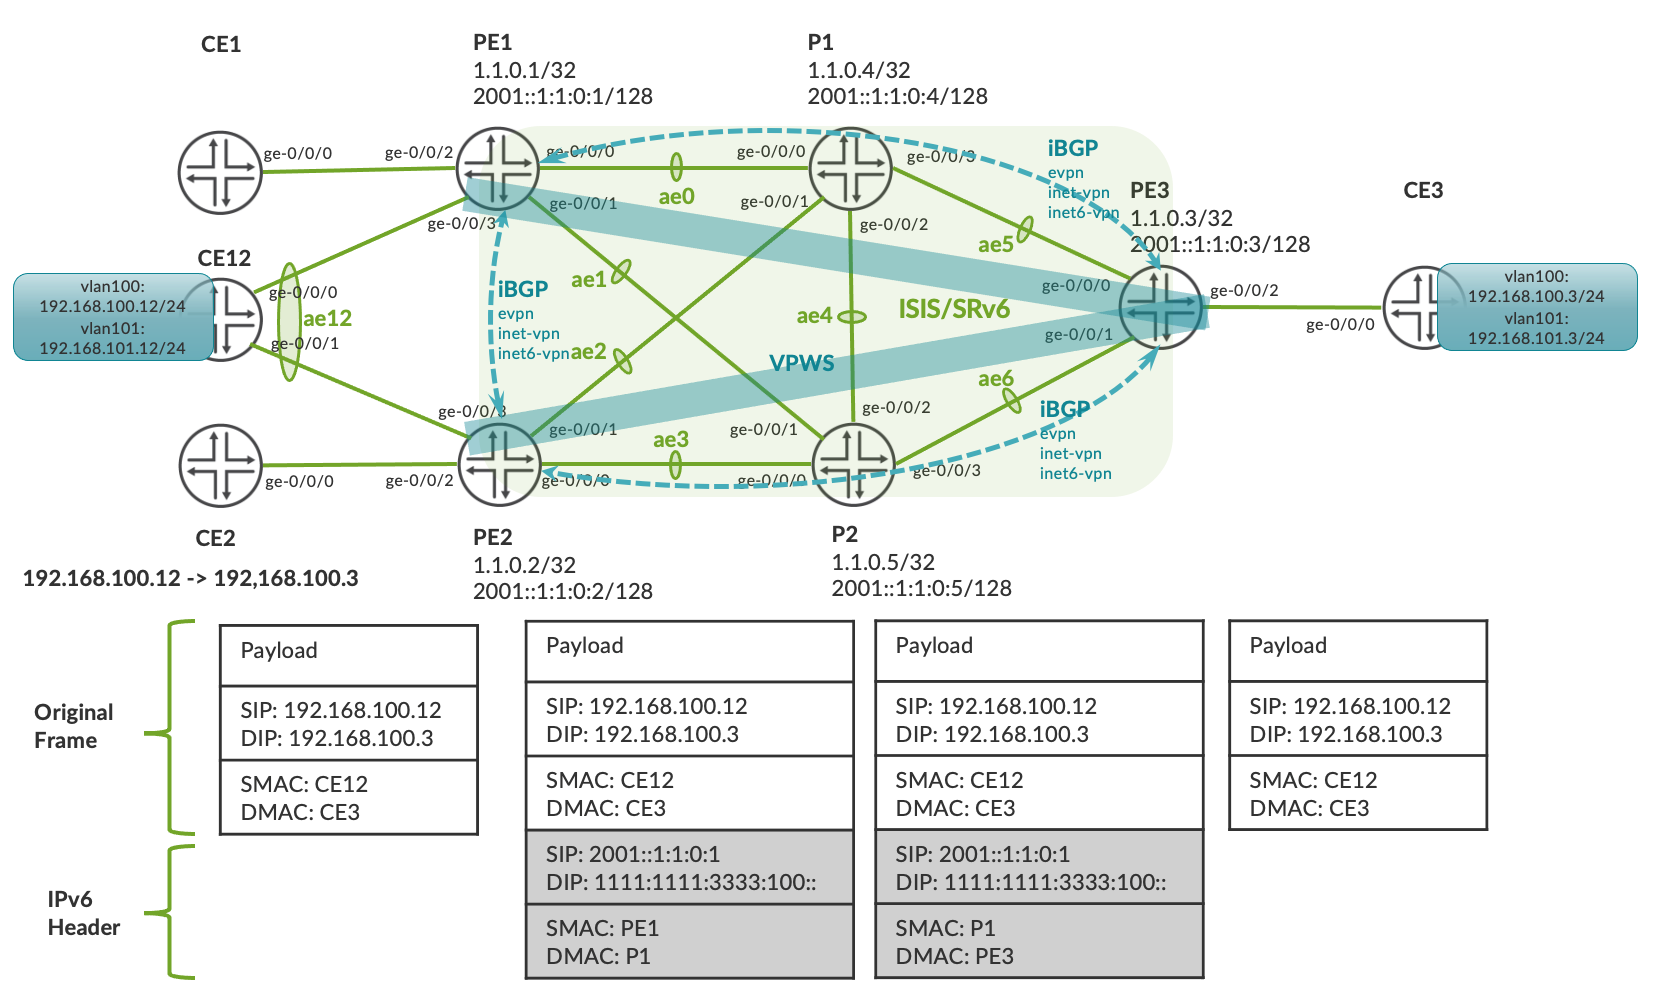 CE1
PE1
1.1.0.1/32
2001::1:1:0:1/128
P1
1.1.0.4/32
2001::1:1:0:4/128
ge-0/0/0
ge-0/0/2
ge-0/0/0
ge-0/0/0
ge-0/0/3
ae0
ge-0/0/1
ge-0/0/1
ge-0/0/3
ge-0/0/2
iBGP
evpn
inet-vpn
inet6-vpn
PE3
1.1.0.3/32
2001::1:1:0:3/128
CE3
ae5
CE12
vlan100:
192.168.100.12/24
vlan101:
192.168.101.12/24
ge-0/0/0
ae12
ge-0/0/1
iBGP
evpn
inet-vpn
inet6-vpn
ae1
ae2
ae4
ISIS/SRv6
VPWS
ge-0/0/0
ge-0/0/1
ge-0/0/2
ge-0/0/0
vlan100:
192.168.100.3/24
vlan101:
192.168.101.3/24
ae6
iBGP
evpn
inet-vpn
inet6-vpn
ge-0/0/3
ge-0/0/1
ae3
ge-0/0/1
ge-0/0/2
ge-0/0/0
ge-0/0/2
ge-0/0/0
ge-0/0/0
ge-0/0/3
CE2
PE2
1.1.0.2/32
2001::1:1:0:2/128
P2
1.1.0.5/32
2001::1:1:0:5/128
192.168.100.12 -> 192,168.100.3
Original
Frame
IPv6
Header
Payload
SIP: 192.168.100.12
DIP: 192.168.100.3
SMAC: CE12
DMAC: CE3
Payload
SIP: 192.168.100.12
DIP: 192.168.100.3
SMAC: CE12
DMAC: CE3
SIP: 2001::1:1:0:1
DIP: 1111:1111:3333:100::
SMAC: PE1
DMAC: P1
Payload
SIP: 192.168.100.12
DIP: 192.168.100.3
SMAC: CE12
DMAC: CE3
SIP: 2001::1:1:0:1
DIP: 1111:1111:3333:100::
SMAC: P1
DMAC: PE3
Payload
SIP: 192.168.100.12
DIP: 192.168.100.3
SMAC: CE12
DMAC: CE3